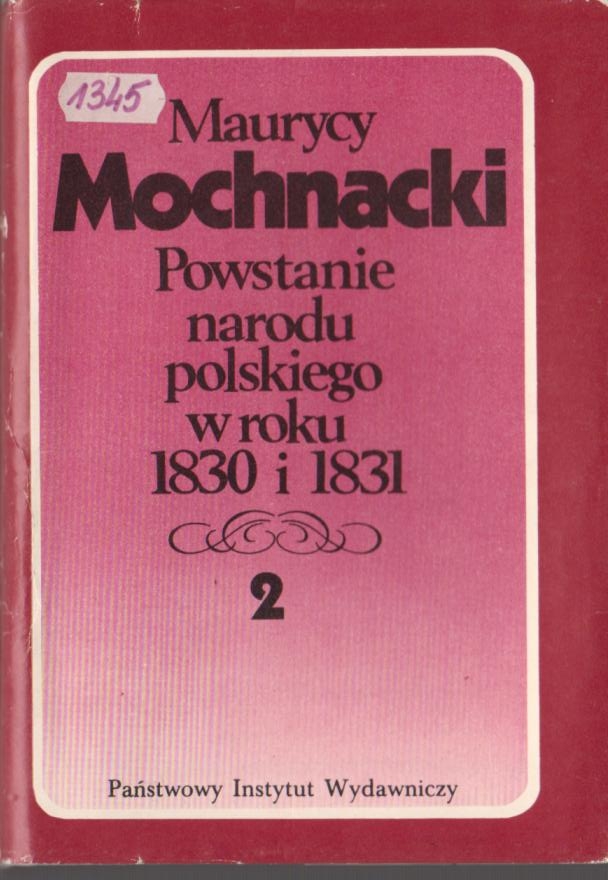 1345
Maurycy
Mochnacki
Powstanie
narodu
polskiego
w roku
1830 i 1831
2
Państwowy Instytut Wydawniczy